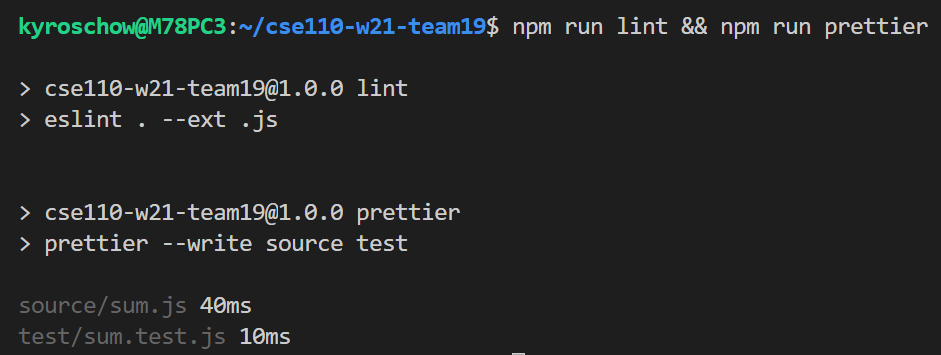 kyroschow@M78PC3:~/cse110-w21-team19$ npm run lint && npm run prettier
> cse110-w21-team19@1.0.0 lint
> eslint . --ext .js
> cse110-w21-team19@1.0.0 prettier
> prettier --write source test
source/sum.js 40ms
test/sum.test.js 10ms